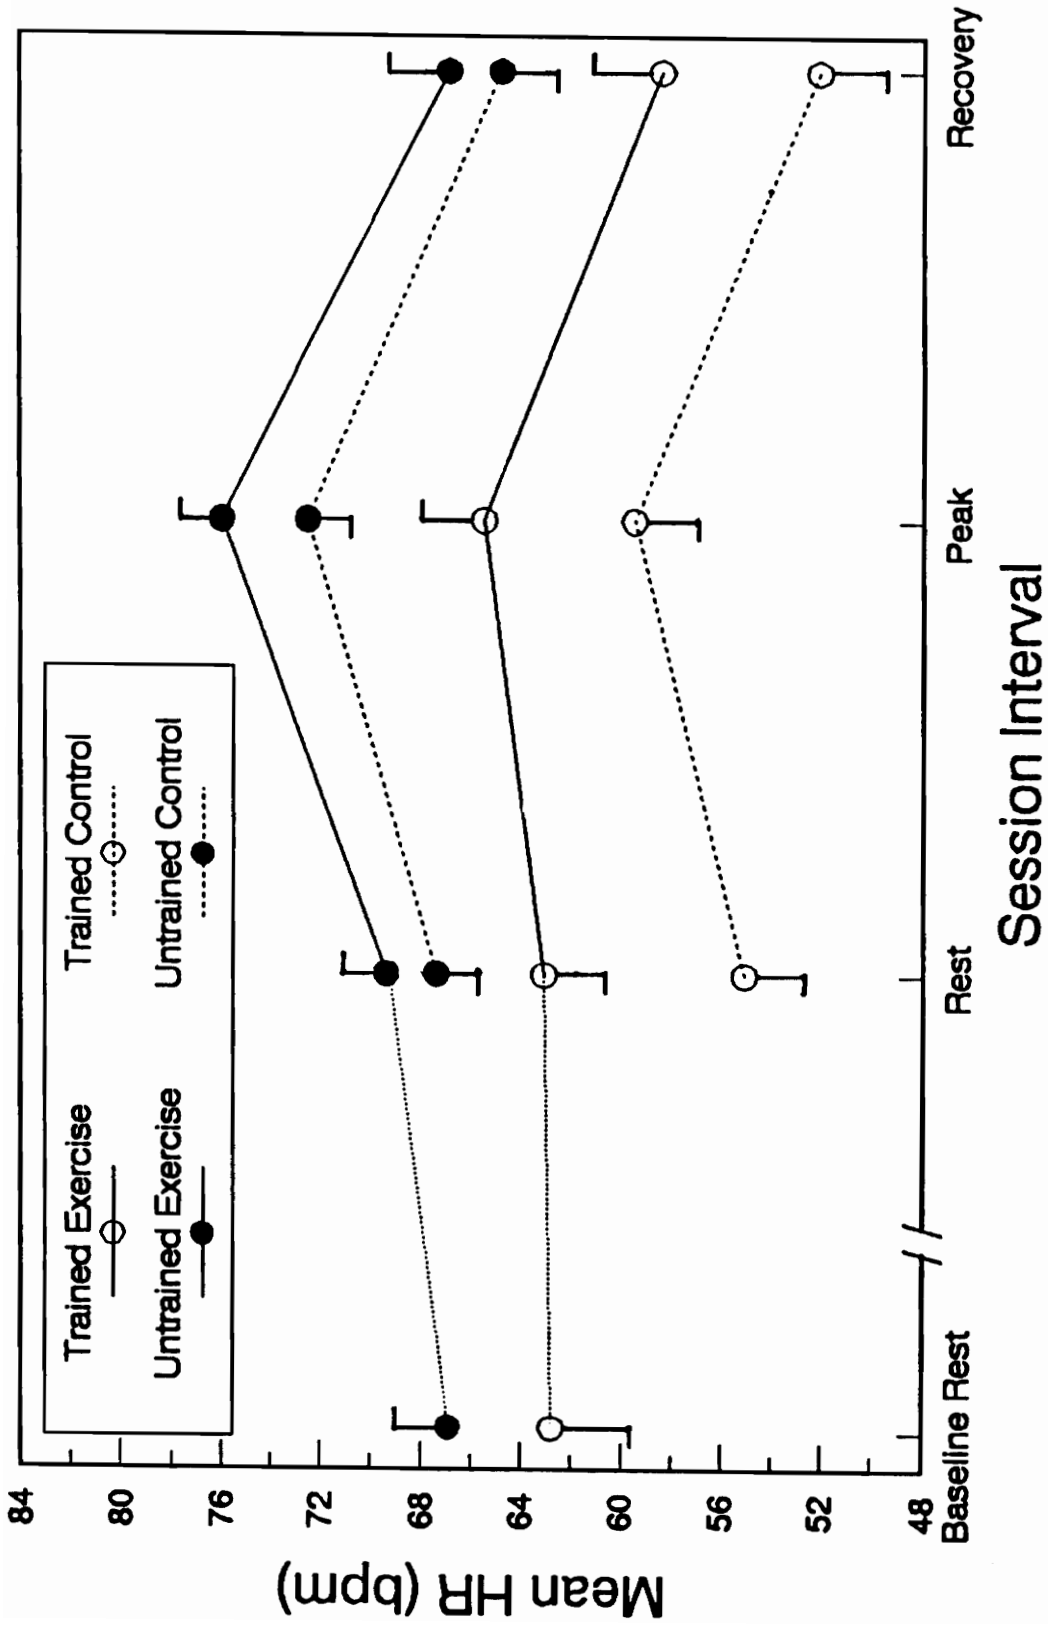 Trained Exercise
Trained Control
Untrained Exercise
Untrained Control
Mean HR (bpm)
84
80
76
72
68
64
60
56
52
48
Baseline Rest
Rest
Peak
Recovery
Session Interval